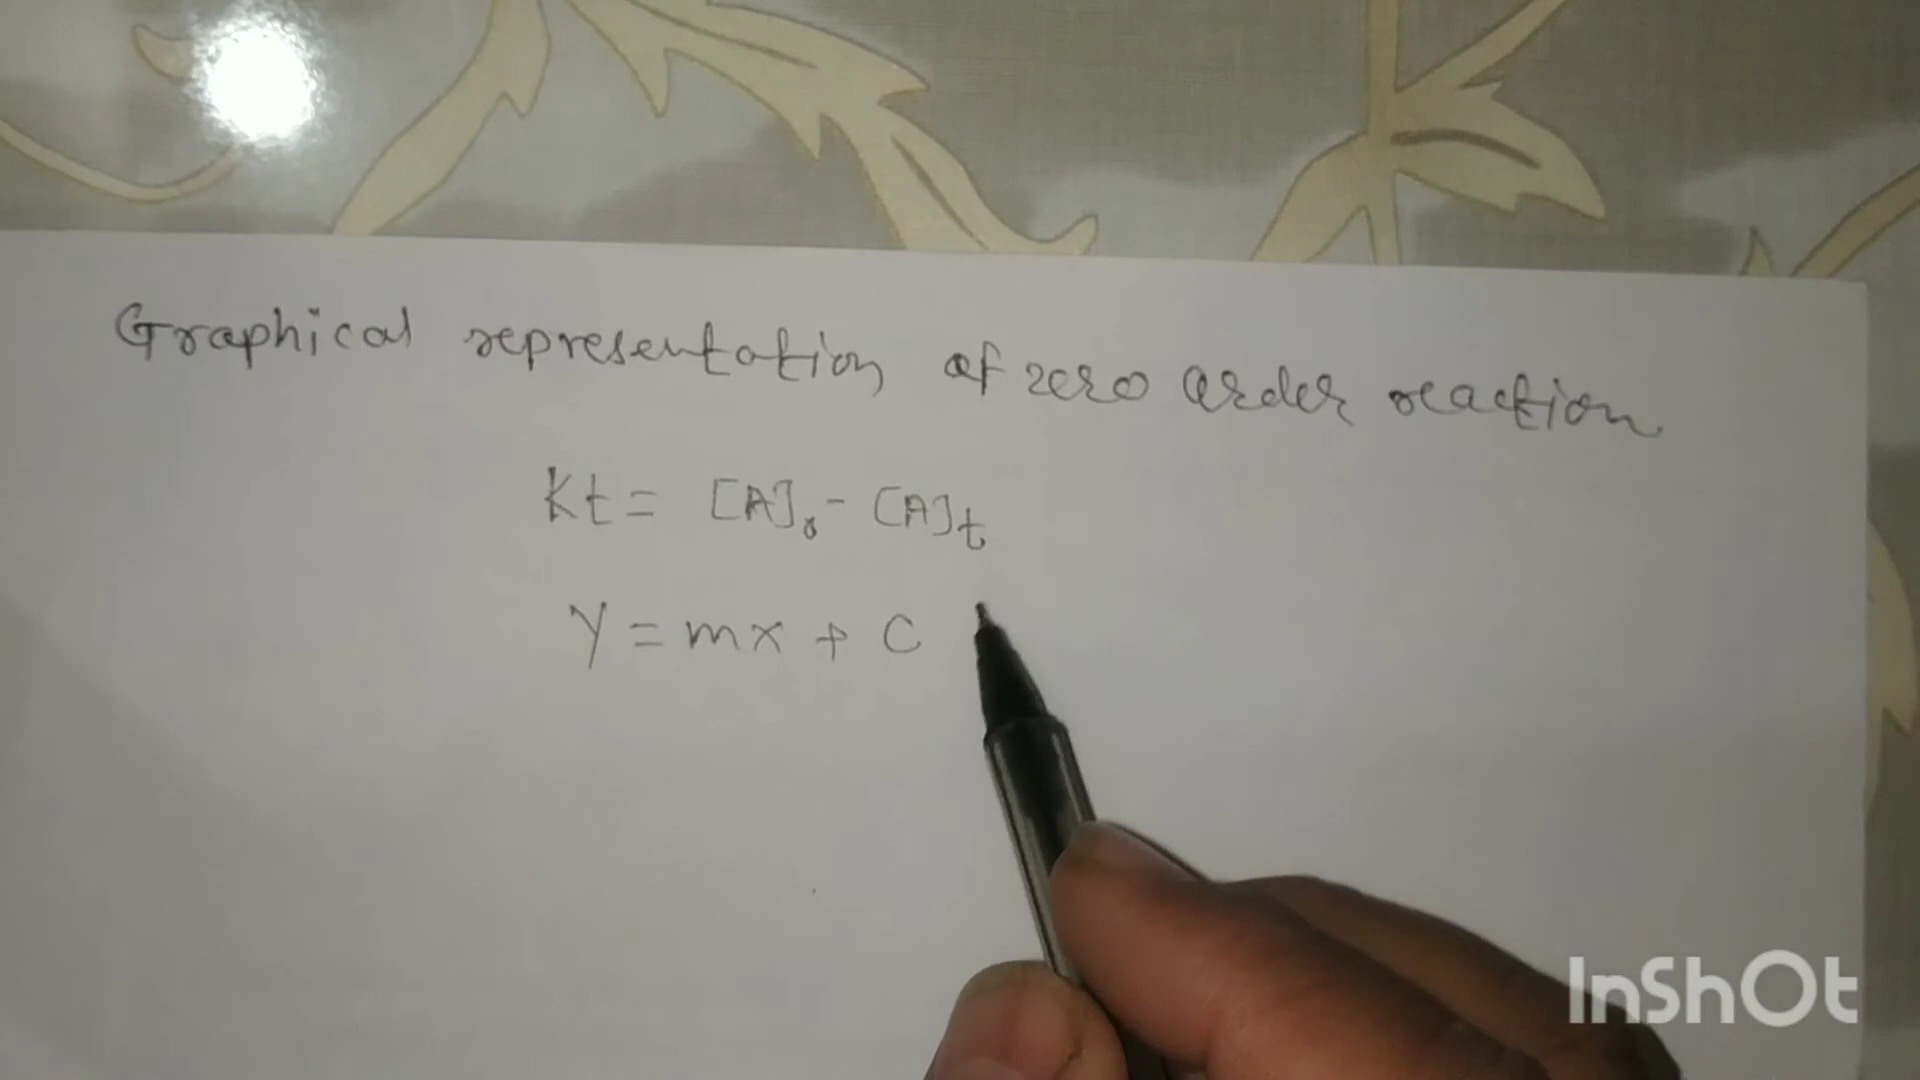 Graphical representation of zero order reaction
Kt = [A]₀ - [A]t
Y = mx + C
InShOt